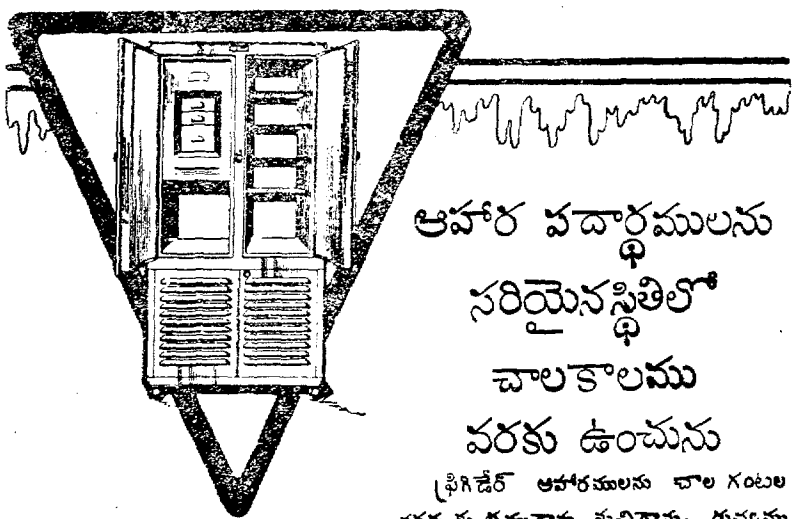 ఆహార పదార్థములను
సరియైనస్థితిలో
చాలకాలము
వరకు ఉంచును
ఫ్రిగిడేర్ ఆహారములను చాల గంటల